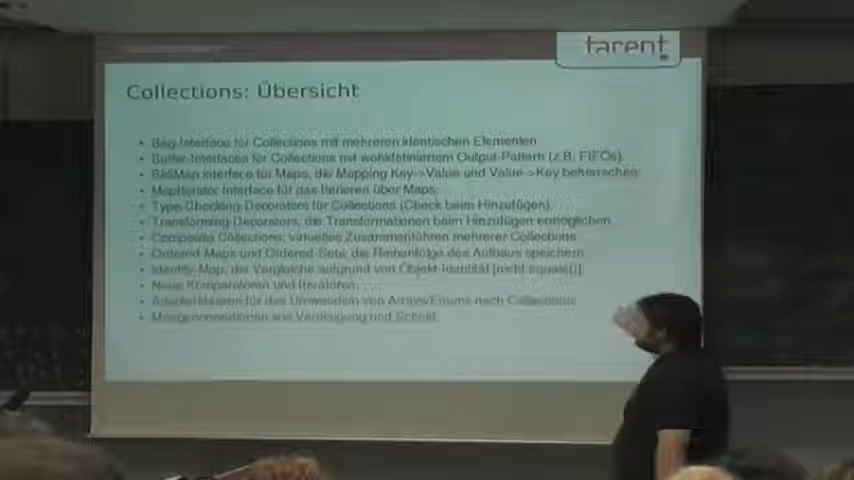 tarent
Collections: Übersicht
• Bag-Interface für Collections mit mehreren identischen Elementen
• Buffer-Interfaces für Collections mit wohldefiniertem Output-Pattern (z.B. FIFOs)
• BidiMap interface für Maps, die Mapping Key->Value und Value->Key beherrschen
• MapIterator Interface für das Iterieren über Maps.
• Type-Checking-Decorators für Collections (Check beim Hinzufügen)
• Transforming Decorators, die Transformationen beim Hinzufügen ermöglichen
• Composite Collections: virtuelles Zusammenführen mehrerer Collections
• Ordered-Maps und Ordered-Sets, die Reihenfolge des Aufbaus speichern
• Identity-Map, die Vergleiche aufgrund von Objekt-Identität [nicht equals()]
• Neue Komparatoren und Iteratoren
• Adapterklassen für das Umwandeln von Arrays/Enums nach Collections
• Mengenoperationen wie Vereinigung und Schnitt